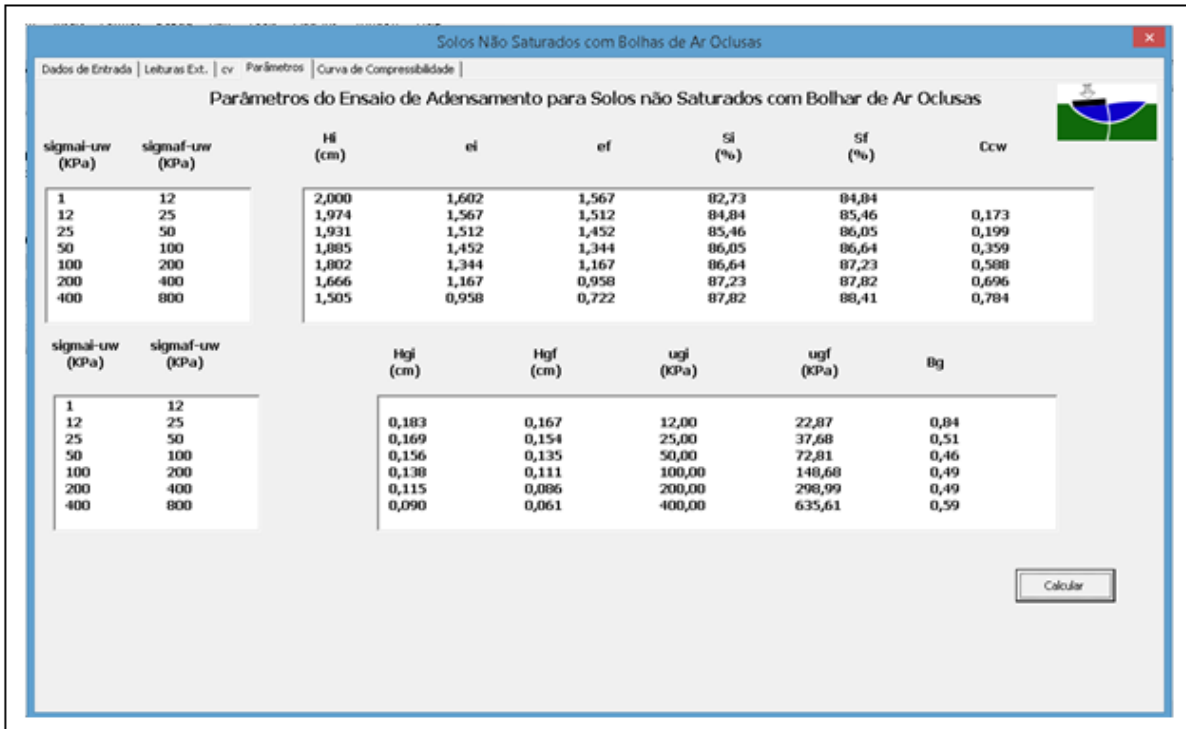 Solos Não Saturados com Bolhas de Ar Oclusas
Dados de Entrada | Leituras Ext. | cv | Parâmetros | Curva de Compressibilidade |
Parâmetros do Ensaio de Adensamento para Solos não Saturados com Bolhar de Ar Oclusas
sigmai-uw (KPa) sigmaf-uw (KPa) Hi (cm) ei ef Si (%) Sf (%) Ccw
1 12 2,000 1,602 1,567 82,73 84,84
12 25 1,974 1,567 1,512 84,84 85,46 0,173
25 50 1,931 1,512 1,452 85,46 86,05 0,199
50 100 1,885 1,452 1,344 86,05 86,64 0,359
100 200 1,802 1,344 1,167 86,64 87,23 0,588
200 400 1,666 1,167 0,958 87,23 87,82 0,696
400 800 1,505 0,958 0,722 87,82 88,41 0,784
sigmai-uw (KPa) sigmaf-uw (KPa) Hgi (cm) Hgf (cm) ugi (KPa) ugf (KPa) Bg
1 12
12 25 0,183 0,167 12,00 22,87 0,84
25 50 0,169 0,154 25,00 37,68 0,51
50 100 0,156 0,135 50,00 72,81 0,46
100 200 0,138 0,111 100,00 148,68 0,49
200 400 0,115 0,086 200,00 298,99 0,49
400 800 0,090 0,061 400,00 635,61 0,59
Calcular